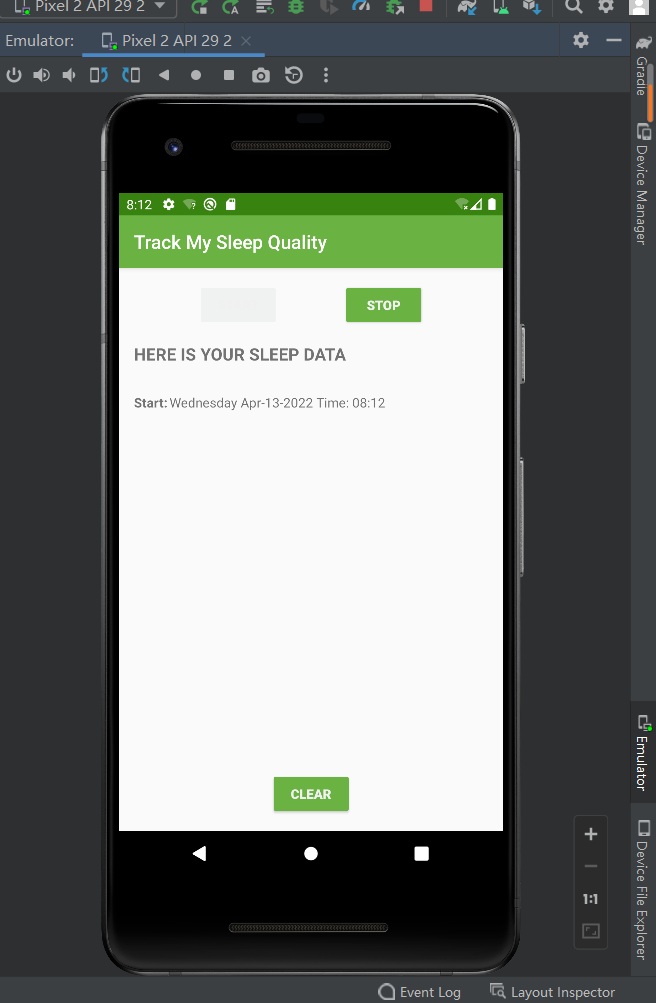 Pixel 2 API 29 2
Emulator:
Pixel 2 API 29 2
Gradle
Device Manager
8:12
Track My Sleep Quality
STOP
HERE IS YOUR SLEEP DATA
Start: Wednesday Apr-13-2022 Time: 08:12
CLEAR
Emulator
1:1
Device File Explorer
Event Log
Layout Inspector